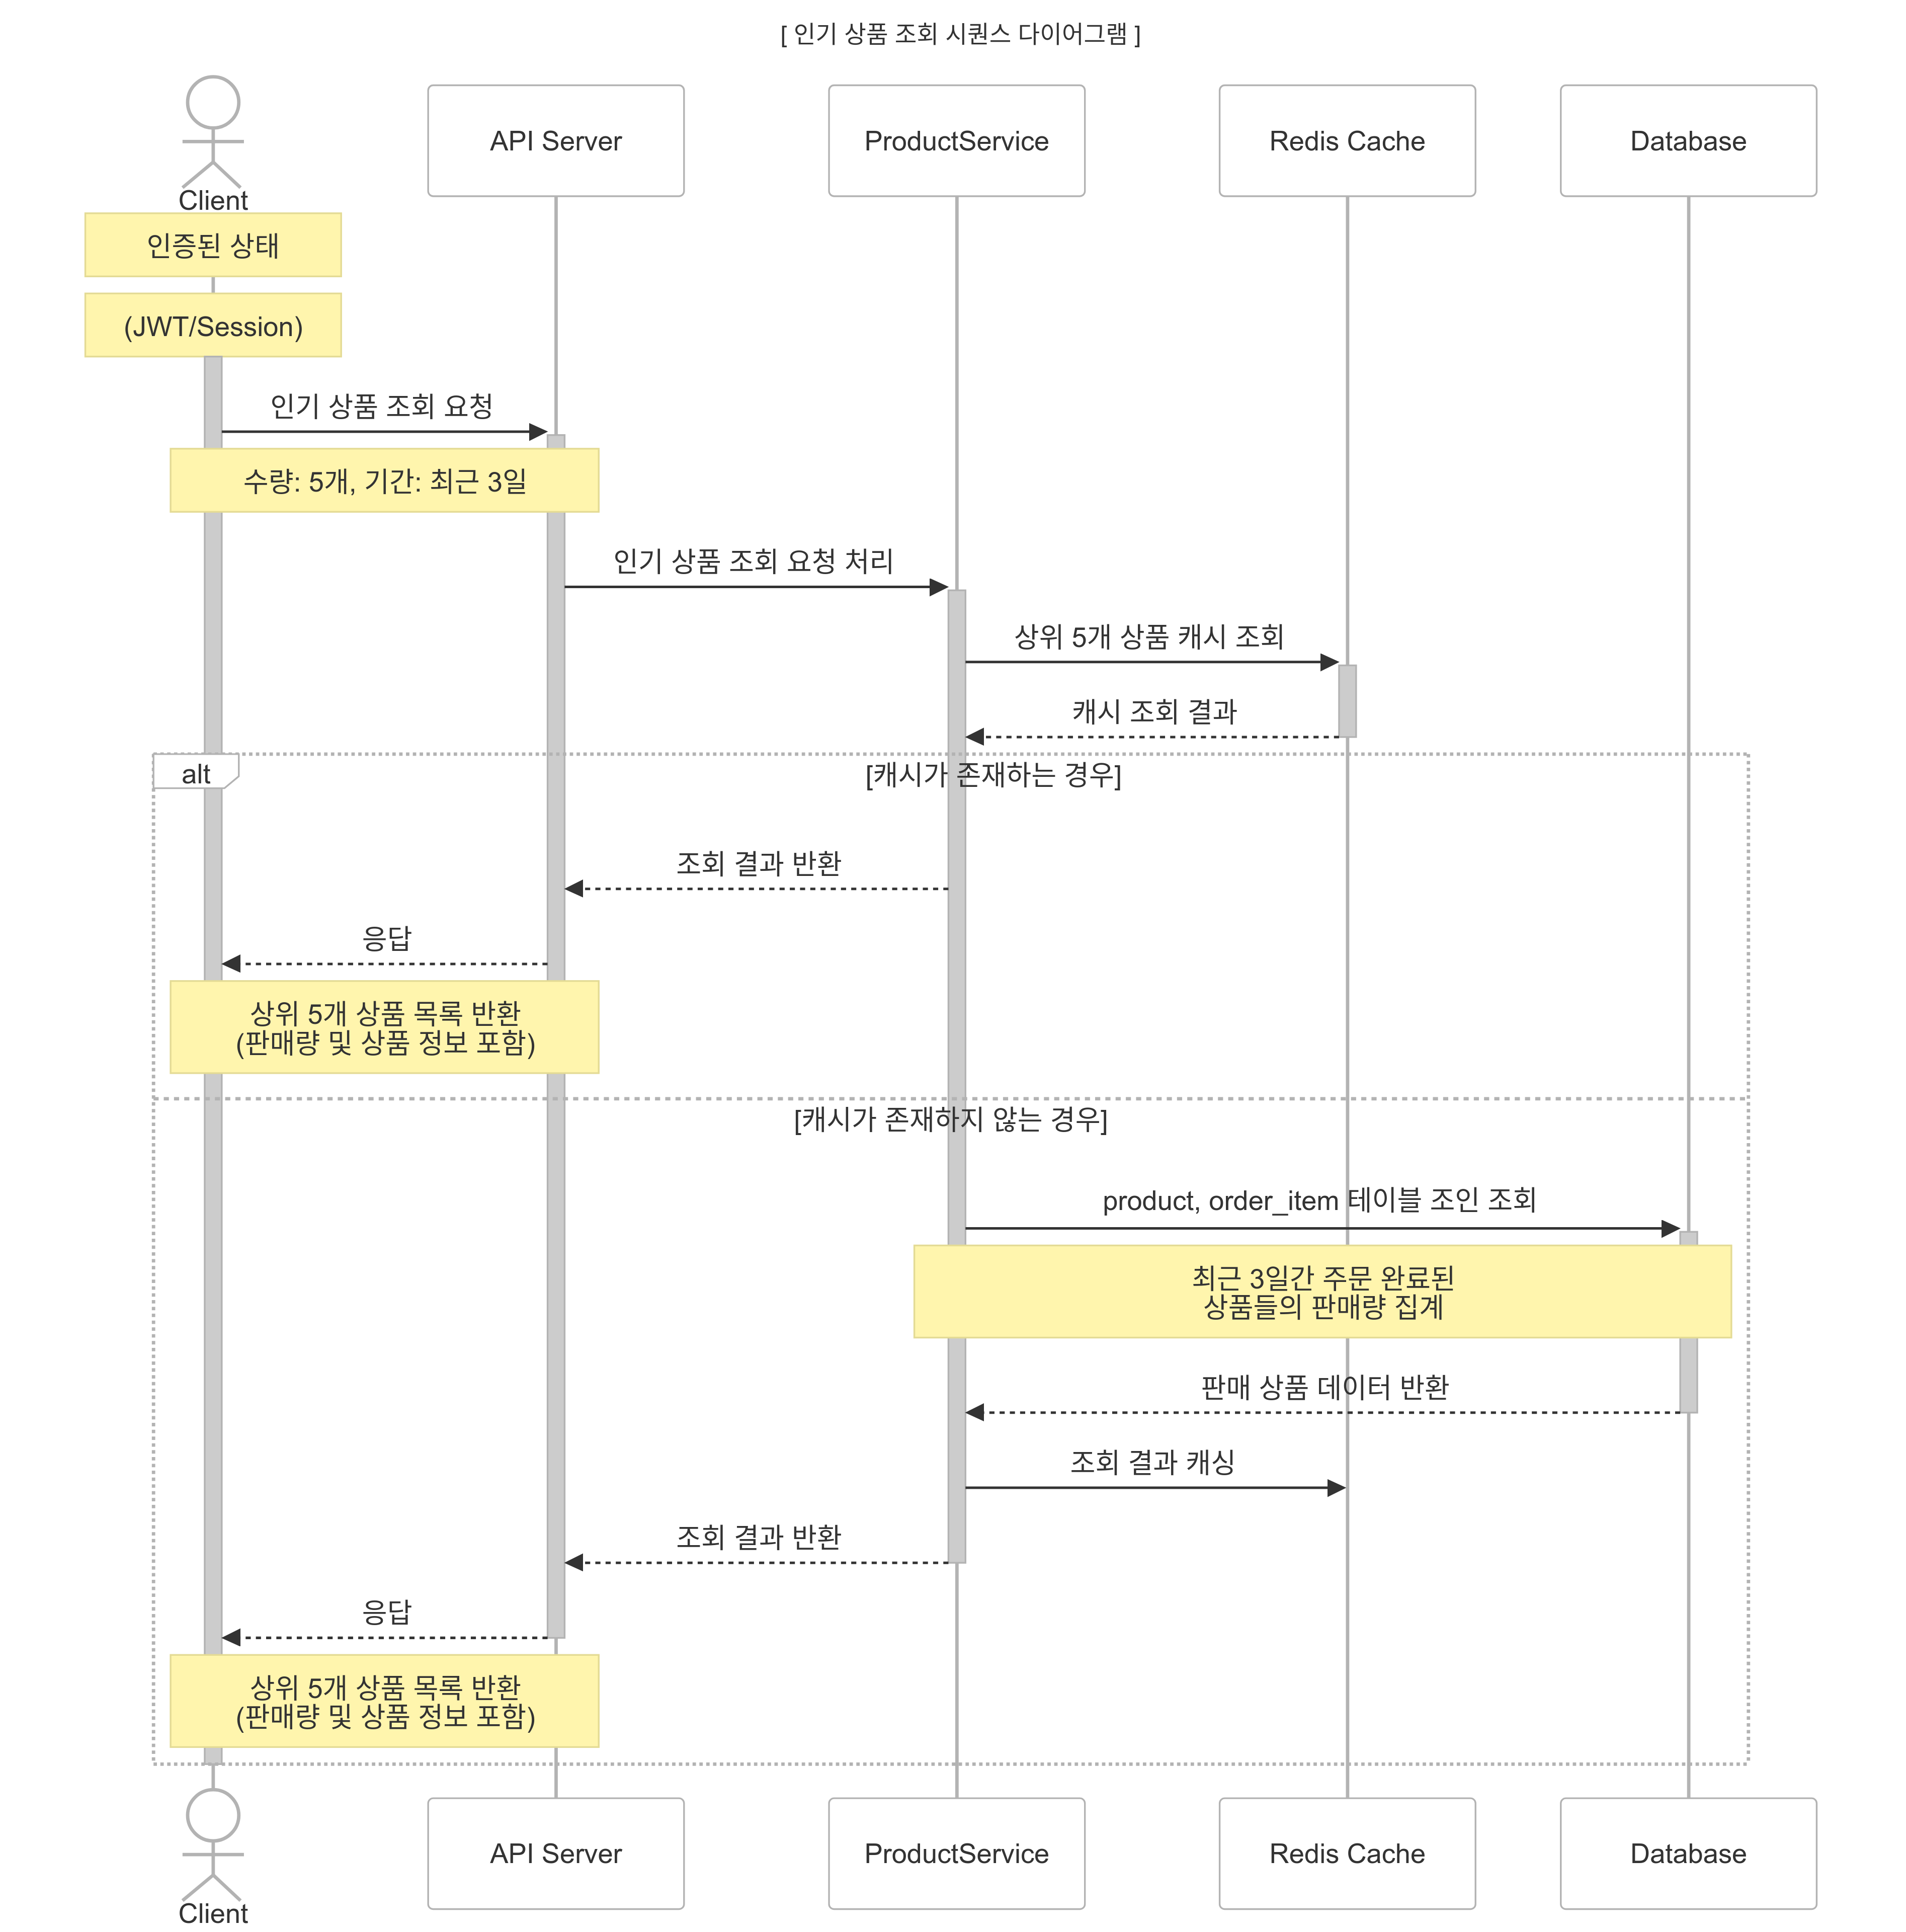 [ 인기 상품 조회 시퀀스 다이어그램 ]
Client
API Server
ProductService
Redis Cache
Database
인증된 상태
(JWT/Session)
인기 상품 조회 요청
수량: 5개, 기간: 최근 3일
인기 상품 조회 요청 처리
상위 5개 상품 캐시 조회
캐시 조회 결과
alt
[캐시가 존재하는 경우]
조회 결과 반환
응답
상위 5개 상품 목록 반환
(판매량 및 상품 정보 포함)
[캐시가 존재하지 않는 경우]
product, order_item 테이블 조인 조회
최근 3일간 주문 완료된
상품들의 판매량 집계
판매 상품 데이터 반환
조회 결과 캐싱
조회 결과 반환
응답
상위 5개 상품 목록 반환
(판매량 및 상품 정보 포함)
Client
API Server
ProductService
Redis Cache
Database